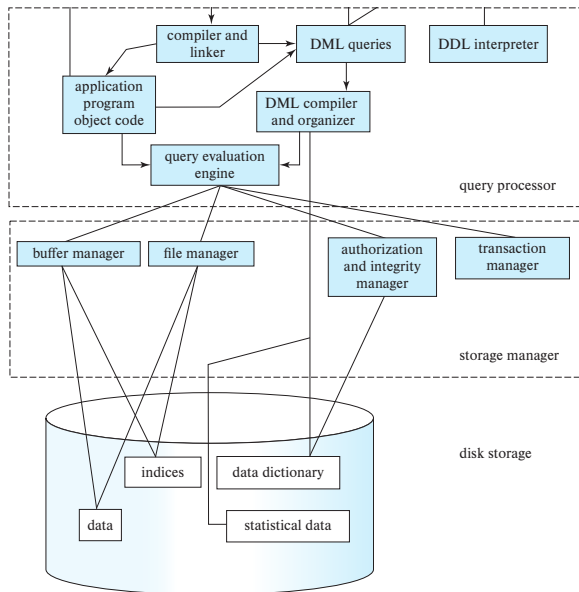 compiler and
linker
DML queries
DDL interpreter
application
program
object code
DML compiler
and organizer
query evaluation
engine
query processor
buffer manager
file manager
authorization
and integrity
manager
transaction
manager
storage manager
disk storage
indices
data dictionary
data
statistical data